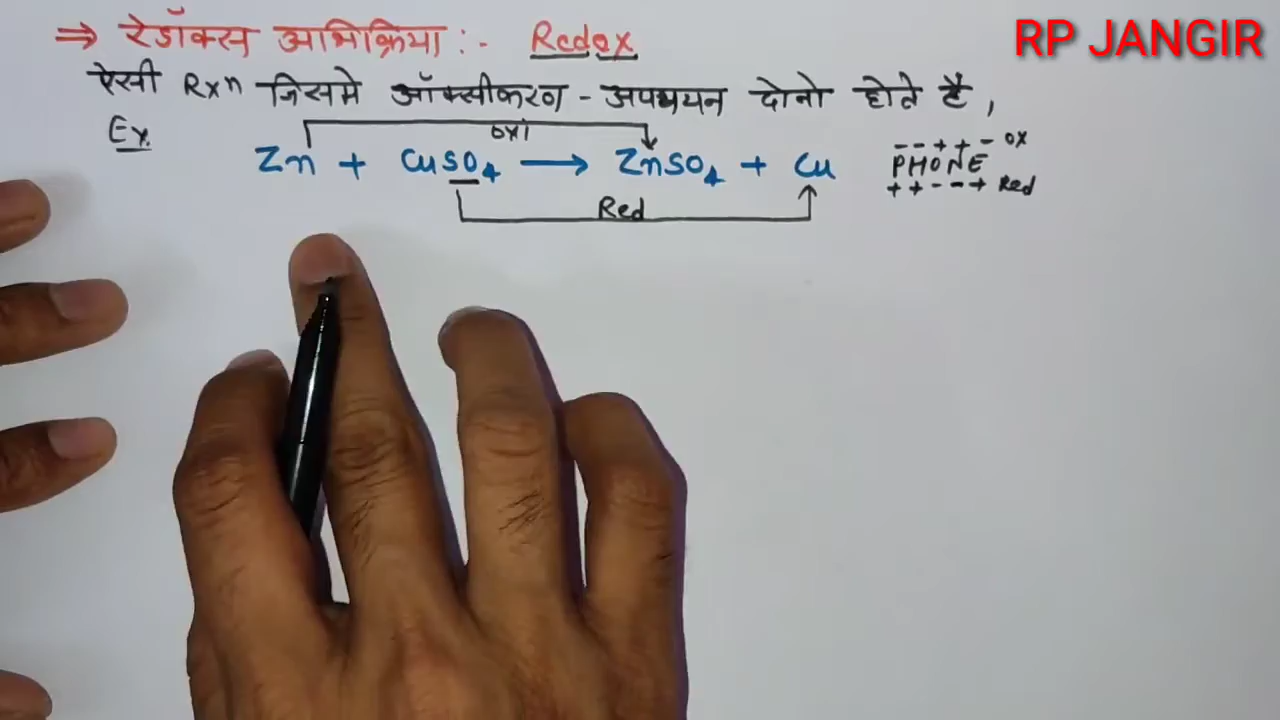 ⇒ रेडॉक्स अभिक्रिया :- Redox
RP JANGIR
ऐसी Rxn जिसमे ऑक्सीकरण - अपचयन दोनो होते है,
Ex.
oxi
Zn + CuSO4 → ZnSO4 + Cu
Red
- - + + - ox
PHONE
+ + - - + Red